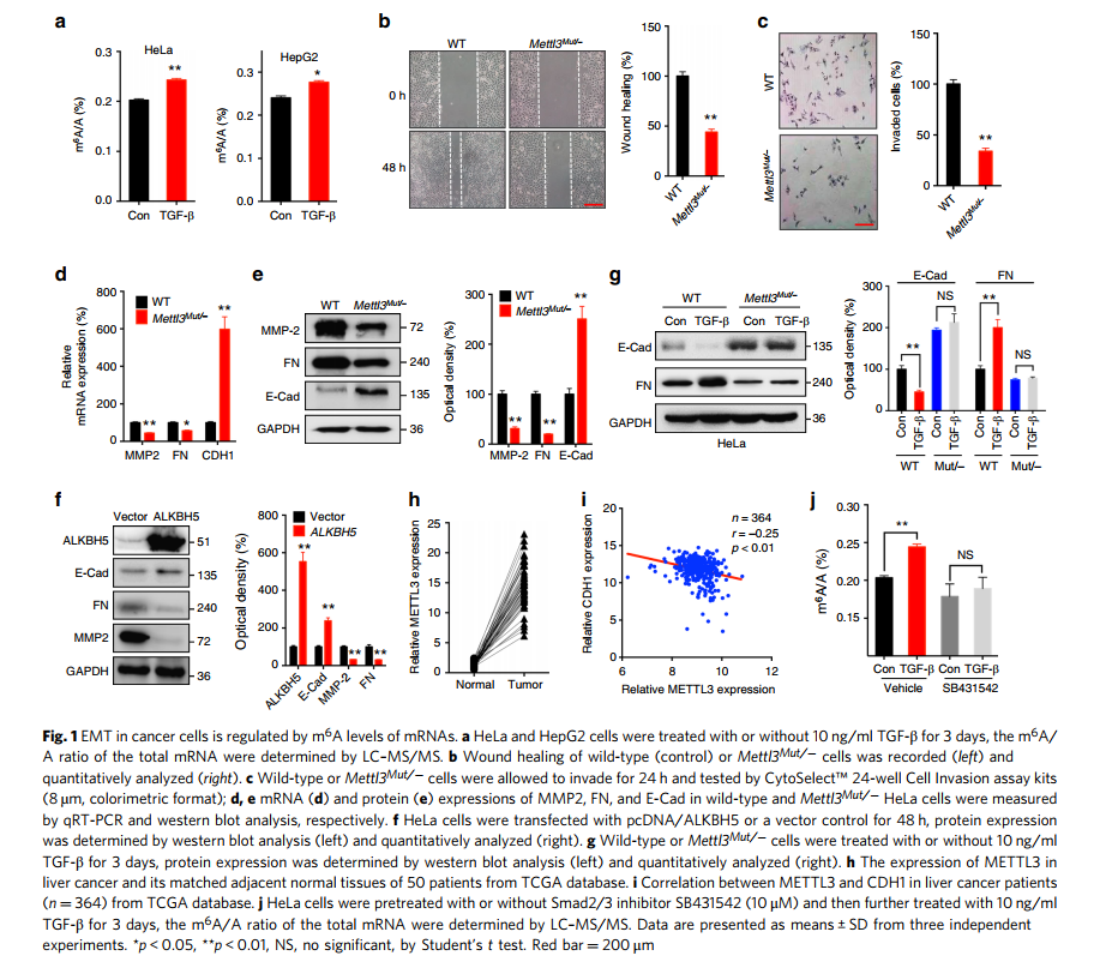 a
HeLa
m6A/A (%)
0.3
0.2
0.1
0.0
Con TGF-β
**
HepG2
m6A/A (%)
0.3
0.2
0.1
0.0
Con TGF-β
*
b
WT Mettl3Mut/–
0 h
48 h
Wound healing (%)
150
100
50
0
**
WT
Mettl3Mut/–
c
WT
Mettl3Mut/–
Invaded cells (%)
150
100
50
0
**
WT
Mettl3Mut/–
d
Relative
mRNA expression (%)
800
600
400
200
0
WT
Mettl3Mut/–
** * **
MMP2 FN CDH1
e
WT Mettl3Mut/–
MMP-2 72
FN 240
E-Cad 135
GAPDH 36
Optical density (%)
300
200
100
0
WT
Mettl3Mut/–
** ** **
MMP-2 FN E-Cad
g
WT Mettl3Mut/–
Con TGF-β Con TGF-β
E-Cad 135
FN 240
GAPDH 36
HeLa
Optical density (%)
300
200
100
0
E-Cad FN
** NS ** NS
Con TGF-β Con TGF-β Con TGF-β Con TGF-β
WT Mut/– WT Mut/–
f
Vector ALKBH5
ALKBH5 51
E-Cad 135
FN 240
MMP2 72
GAPDH 36
Optical density (%)
800
600
400
200
0
Vector
ALKBH5
** ** ** **
ALKBH5 E-Cad MMP-2 FN
h
Relative METTL3 expression
25
20
15
10
5
0
Normal Tumor
i
Relative CDH1 expression
20
15
10
5
0
n = 364
r = –0.25
p < 0.01
6 8 10 12
Relative METTL3 expression
j
m6A/A (%)
0.30
0.25
0.20
0.15
** NS
Con TGF-β Con TGF-β
Vehicle SB431542
Fig. 1 EMT in cancer cells is regulated by m6A levels of mRNAs. a HeLa and HepG2 cells were treated with or without 10 ng/ml TGF-β for 3 days, the m6A/
A ratio of the total mRNA were determined by LC-MS/MS. b Wound healing of wild-type (control) or Mettl3Mut/− cells was recorded (left) and
quantitatively analyzed (right). c Wild-type or Mettl3Mut/− cells were allowed to invade for 24 h and tested by CytoSelect™ 24-well Cell Invasion assay kits
(8 μm, colorimetric format); d, e mRNA (d) and protein (e) expressions of MMP2, FN, and E-Cad in wild-type and Mettl3Mut/− HeLa cells were measured
by qRT-PCR and western blot analysis, respectively. f HeLa cells were transfected with pcDNA/ALKBH5 or a vector control for 48 h, protein expression
was determined by western blot analysis (left) and quantitatively analyzed (right). g Wild-type or Mettl3Mut/− cells were treated with or without 10 ng/ml
TGF-β for 3 days, protein expression was determined by western blot analysis (left) and quantitatively analyzed (right). h The expression of METTL3 in
liver cancer and its matched adjacent normal tissues of 50 patients from TCGA database. i Correlation between METTL3 and CDH1 in liver cancer patients
(n = 364) from TCGA database. j HeLa cells were pretreated with or without Smad2/3 inhibitor SB431542 (10 μM) and then further treated with 10 ng/ml
TGF-β for 3 days, the m6A/A ratio of the total mRNA were determined by LC-MS/MS. Data are presented as means ± SD from three independent
experiments. *p < 0.05, **p < 0.01, NS, no significant, by Student's t test. Red bar = 200 μm